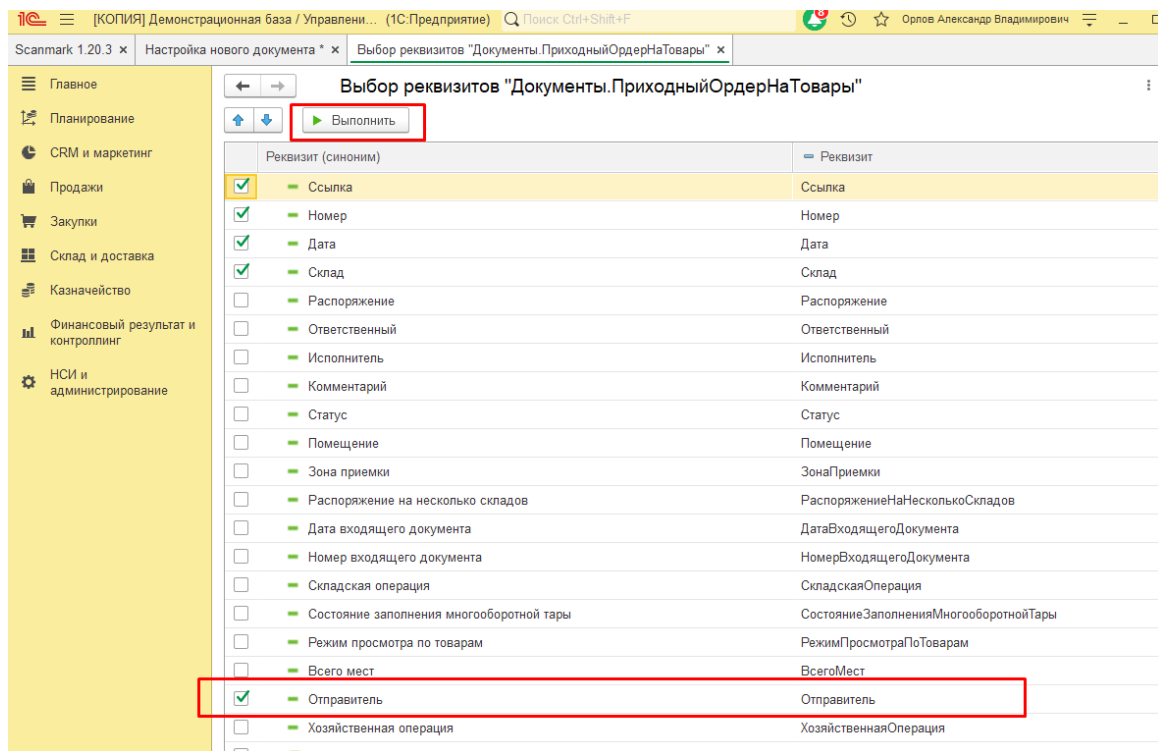 1С [КОПИЯ] Демонстрационная база / Управлени... (1С:Предприятие) Поиск Ctrl+Shift+F 8 Орлов Александр Владимирович
Scanmark 1.20.3 × Настройка нового документа * × Выбор реквизитов "Документы.ПриходныйОрдерНаТовары" ×
Главное
Планирование
CRM и маркетинг
Продажи
Закупки
Склад и доставка
Казначейство
Финансовый результат и
контроллинг
НСИ и
администрирование
Выбор реквизитов "Документы.ПриходныйОрдерНаТовары"
Выполнить
Реквизит (синоним) Реквизит
Ссылка Ссылка
Номер Номер
Дата Дата
Склад Склад
Распоряжение Распоряжение
Ответственный Ответственный
Исполнитель Исполнитель
Комментарий Комментарий
Статус Статус
Помещение Помещение
Зона приемки ЗонаПриемки
Распоряжение на несколько складов РаспоряжениеНаНесколькоСкладов
Дата входящего документа ДатаВходящегоДокумента
Номер входящего документа НомерВходящегоДокумента
Складская операция СкладскаяОперация
Состояние заполнения многооборотной тары СостояниеЗаполненияМногооборотнойТары
Режим просмотра по товарам РежимПросмотраПоТоварам
Всего мест ВсегоМест
Отправитель Отправитель
Хозяйственная операция ХозяйственнаяОперация